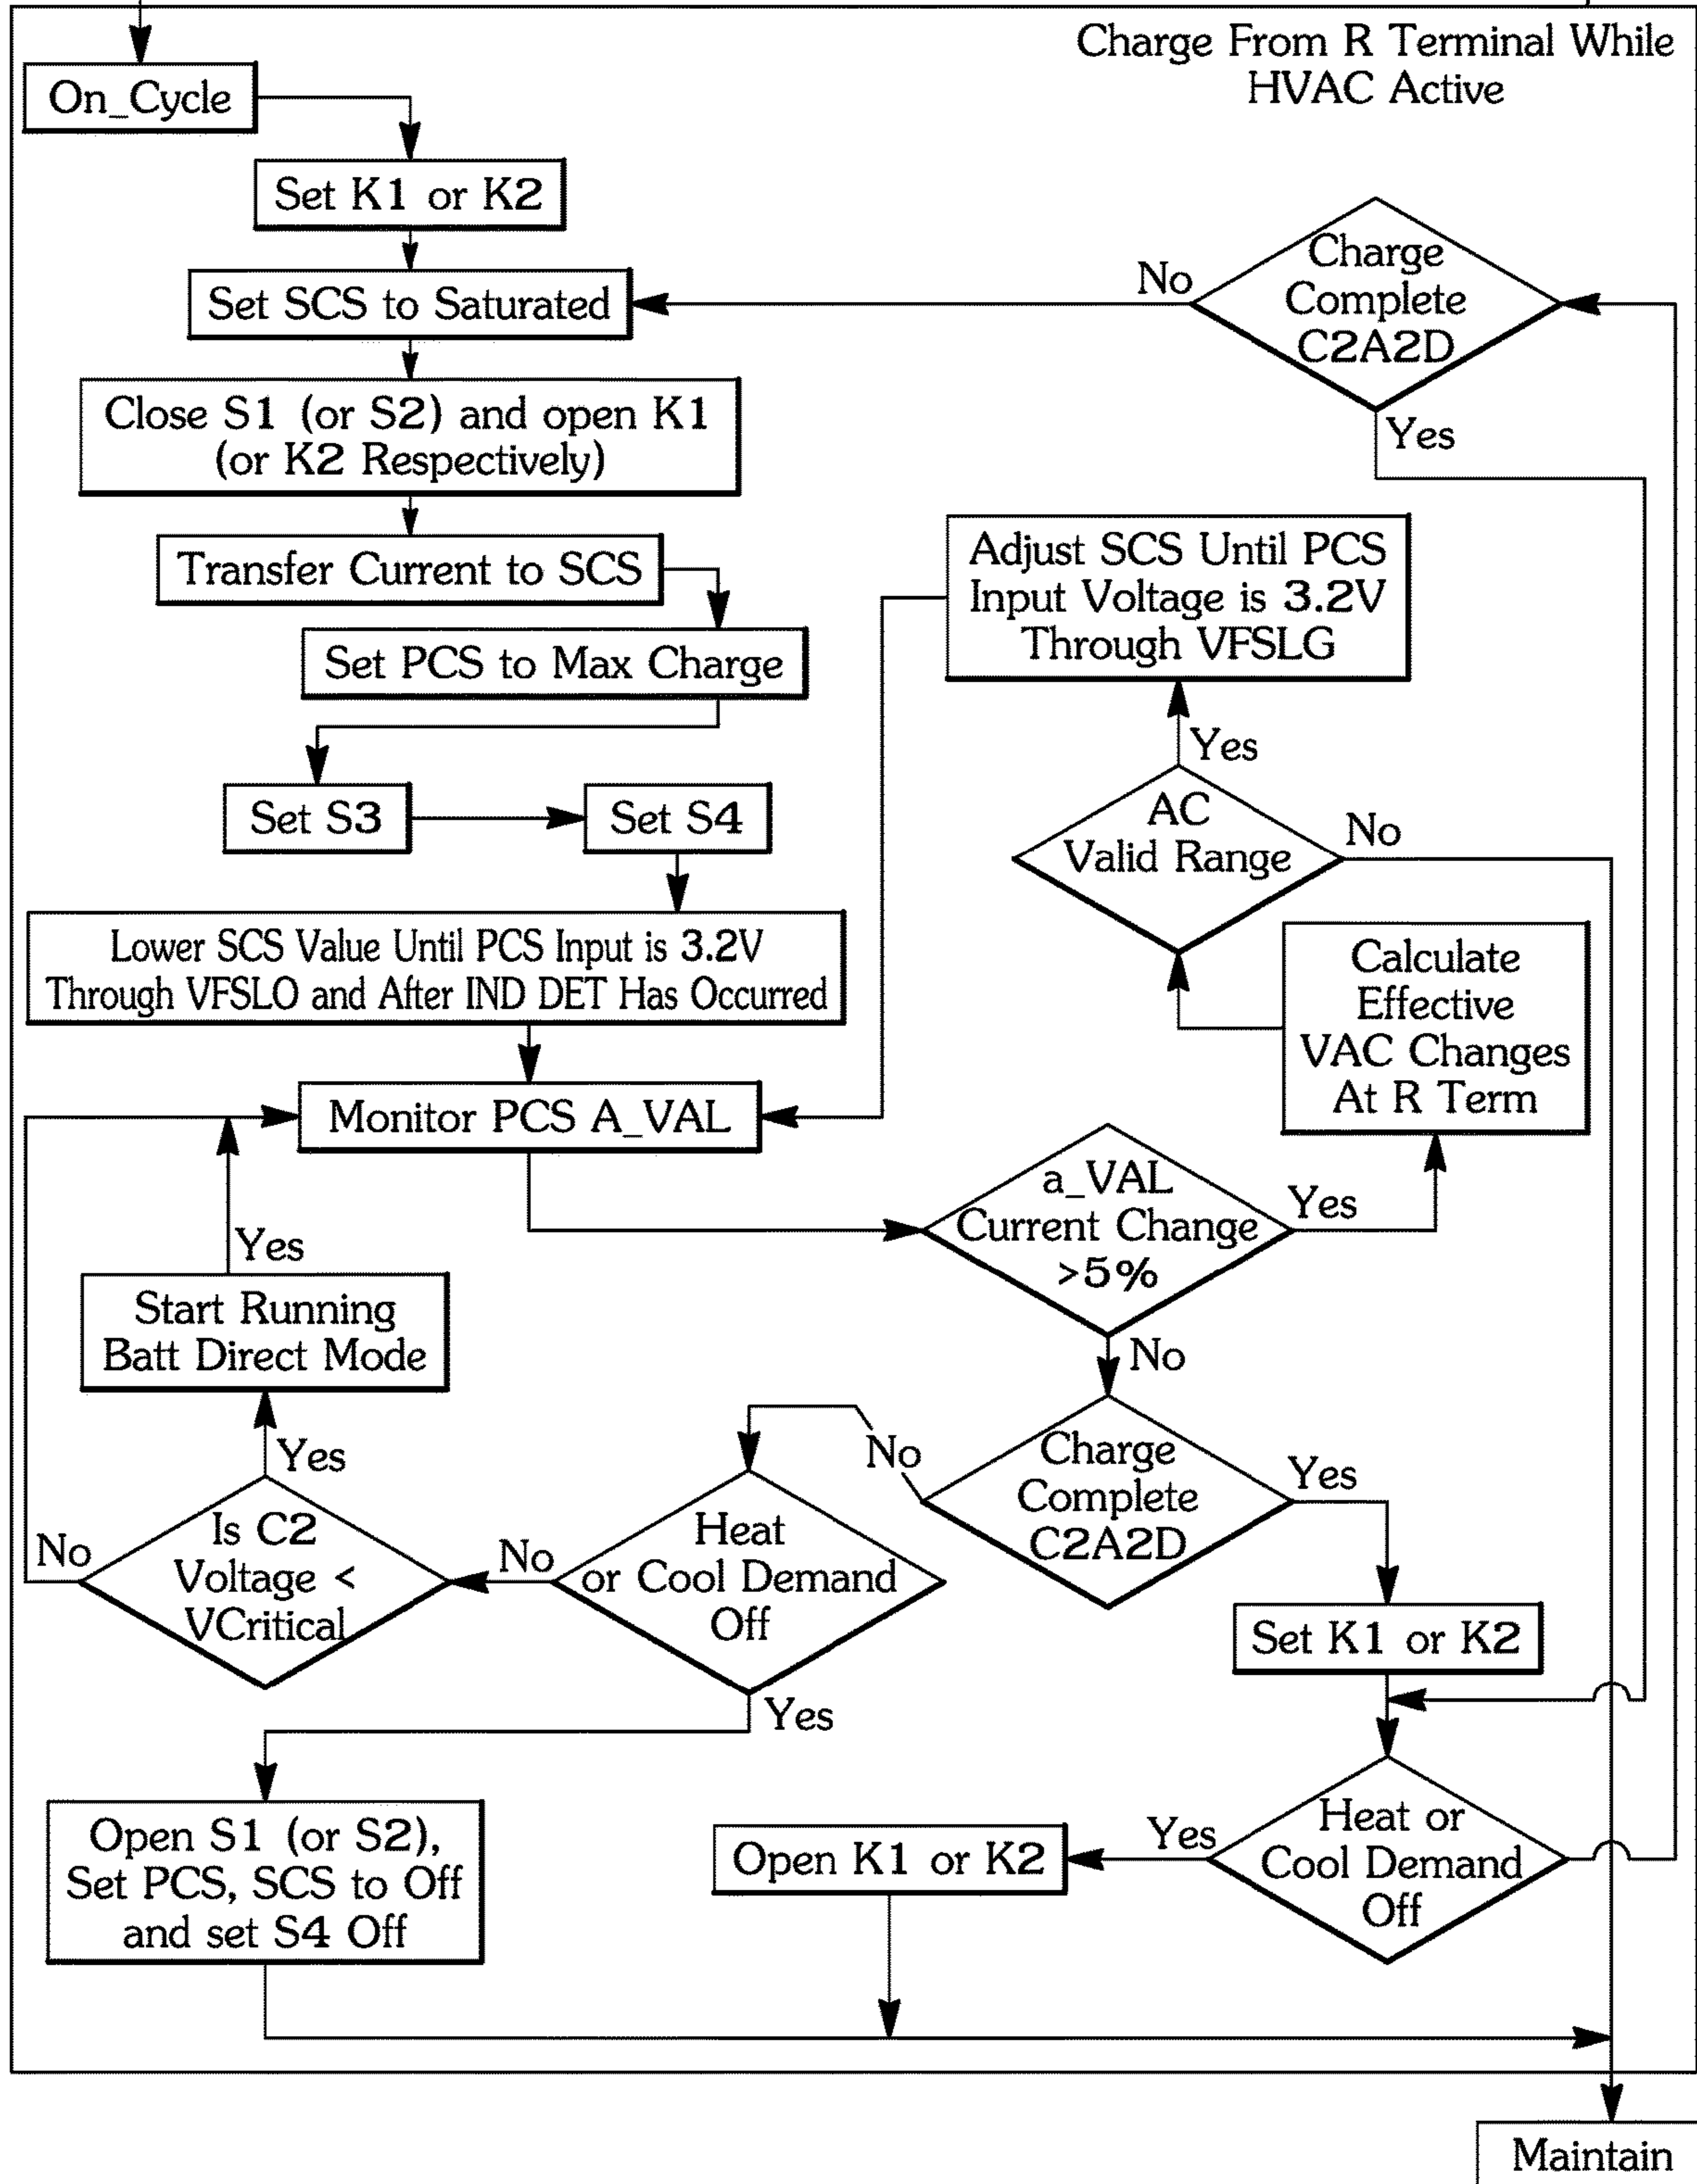 Charge From R Terminal While
HVAC Active
On_Cycle
Set K1 or K2
Set SCS to Saturated
No
Charge
Complete
C2A2D
Yes
Close S1 (or S2) and open K1
(or K2 Respectively)
Transfer Current to SCS
Adjust SCS Until PCS
Input Voltage is 3.2V
Through VFSLG
Set PCS to Max Charge
Yes
Set S3
Set S4
AC
Valid Range
No
Lower SCS Value Until PCS Input is 3.2V
Through VFSLO and After IND DET Has Occurred
Calculate
Effective
VAC Changes
At R Term
Monitor PCS A_VAL
a_VAL
Current Change
>5%
Yes
No
Yes
Start Running
Batt Direct Mode
Yes
Is C2
Voltage <
VCritical
No
No
Heat
or Cool Demand
Off
No
Charge
Complete
C2A2D
Yes
Set K1 or K2
Yes
Open S1 (or S2),
Set PCS, SCS to Off
and set S4 Off
Open K1 or K2
Yes
Heat or
Cool Demand
Off
Maintain